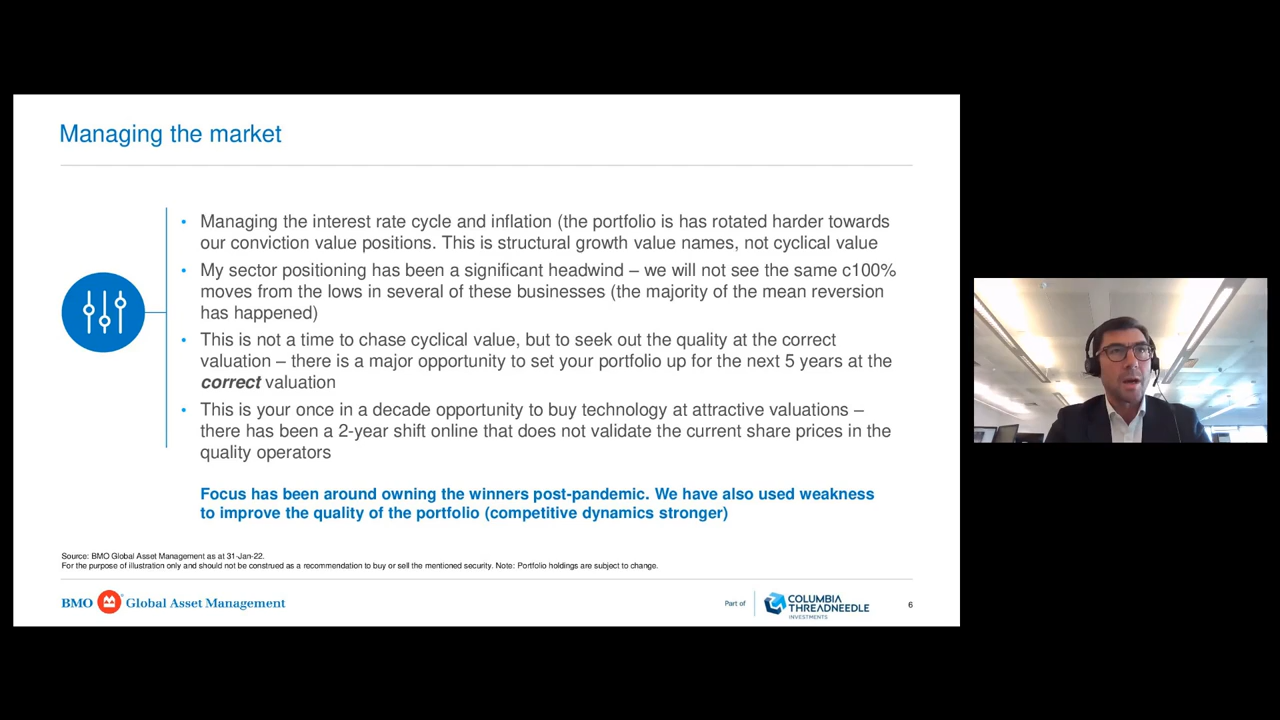 Managing the market
• Managing the interest rate cycle and inflation (the portfolio is has rotated harder towards
our conviction value positions. This is structural growth value names, not cyclical value
• My sector positioning has been a significant headwind – we will not see the same c100%
moves from the lows in several of these businesses (the majority of the mean reversion
has happened)
• This is not a time to chase cyclical value, but to seek out the quality at the correct
valuation – there is a major opportunity to set your portfolio up for the next 5 years at the
correct valuation
• This is your once in a decade opportunity to buy technology at attractive valuations –
there has been a 2-year shift online that does not validate the current share prices in the
quality operators
Focus has been around owning the winners post-pandemic. We have also used weakness
to improve the quality of the portfolio (competitive dynamics stronger)
Source: BMO Global Asset Management as at 31-Jan-22.
For the purpose of illustration only and should not be construed as a recommendation to buy or sell the mentioned security. Note: Portfolio holdings are subject to change.
BMO Global Asset Management
Part of
COLUMBIA
THREADNEEDLE
INVESTMENTS
6